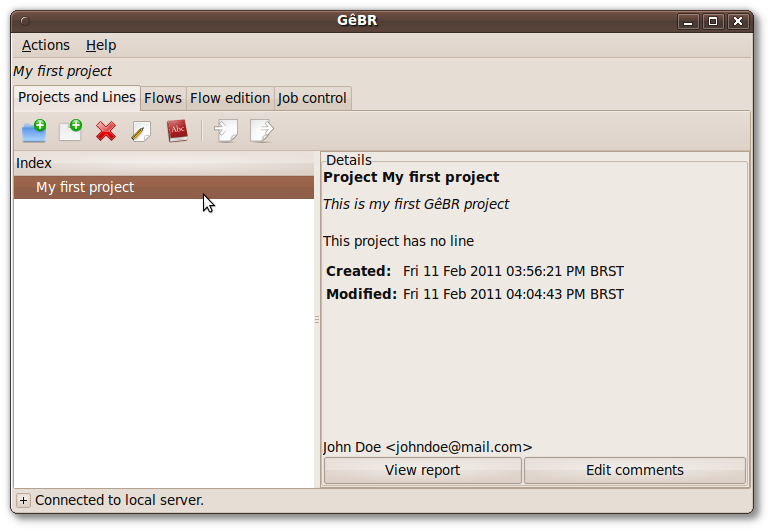 GêBR
Actions Help
My first project
Projects and Lines Flows Flow edition Job control
Abc
Index
My first project
Details
Project My first project
This is my first GêBR project
This project has no line
Created: Fri 11 Feb 2011 03:56:21 PM BRST
Modified: Fri 11 Feb 2011 04:04:43 PM BRST
John Doe <johndoe@mail.com>
View report Edit comments
Connected to local server.